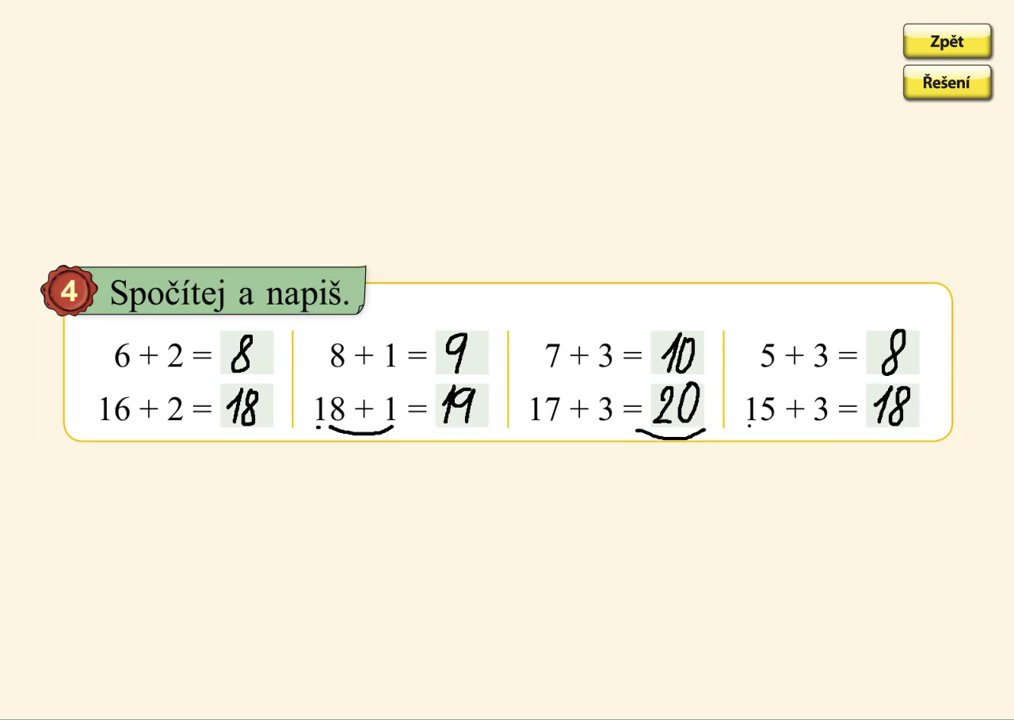 Zpět
Řešení
4 Spočítej a napiš.
6 + 2 = 8 8 + 1 = 9 7 + 3 = 10 5 + 3 = 8
16 + 2 = 18 18 + 1 = 19 17 + 3 = 20 15 + 3 = 18